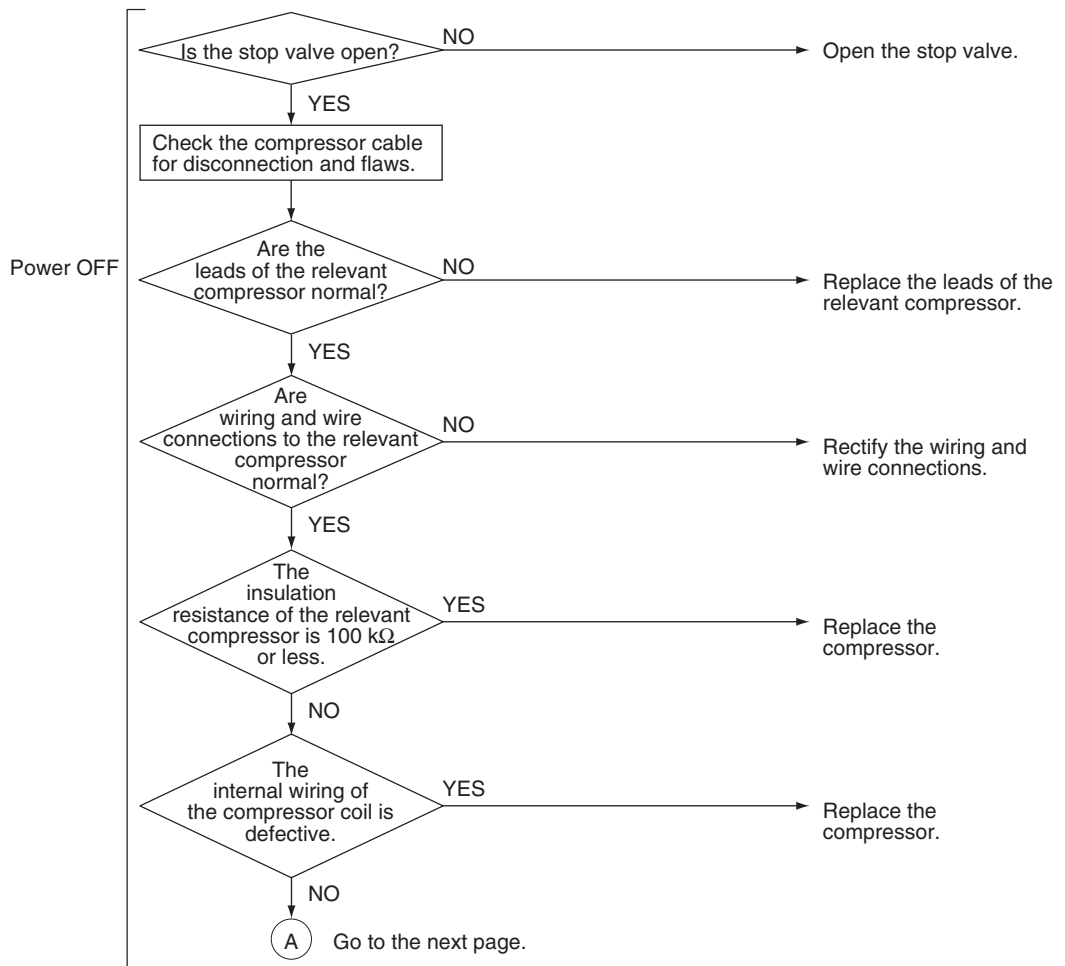 Is the stop valve open?
NO
Open the stop valve.
YES
Check the compressor cable
for disconnection and flaws.
Power OFF
Are the
leads of the relevant
compressor normal?
NO
Replace the leads of the
relevant compressor.
YES
Are
wiring and wire
connections to the relevant
compressor
normal?
NO
Rectify the wiring and
wire connections.
YES
The
insulation
resistance of the relevant
compressor is 100 kΩ
or less.
YES
Replace the
compressor.
NO
The
internal wiring of
the compressor coil is
defective.
YES
Replace the
compressor.
NO
A
Go to the next page.